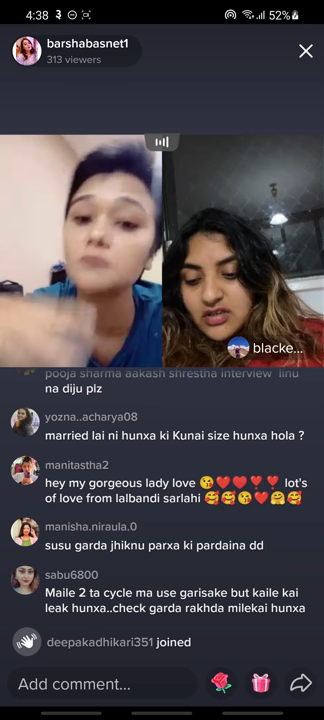 4:38
52%
barshabasnet1
313 viewers
blacke...
pooja sharma aakash shrestha interview linu
na diju plz
yozna..acharya08
married lai ni hunxa ki Kunai size hunxa hola ?
manitastha2
hey my gorgeous lady love 😘❤️❤️❣️❣️ lot's
of love from lalbandi sarlahi 🥰🥰😘❤️🤗🥰
manisha.niraula.0
susu garda jhiknu parxa ki pardaina dd
sabu6800
Maile 2 ta cycle ma use garisake but kaile kai
leak hunxa..check garda rakhda milekai hunxa
deepakadhikari351 joined
Add comment...